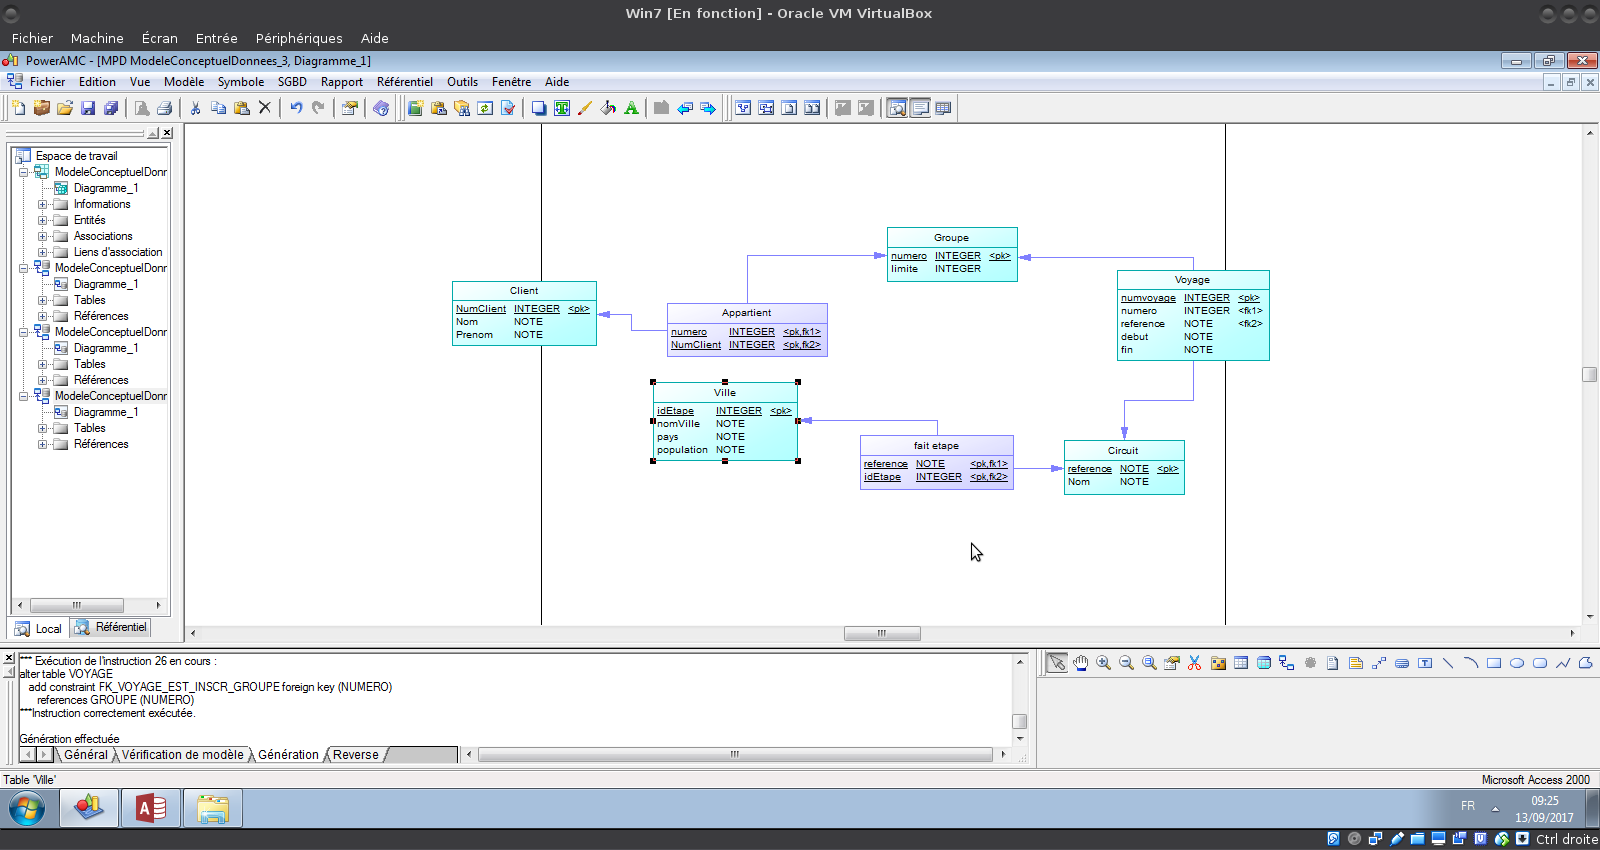 Win7 [En fonction] - Oracle VM VirtualBox
Fichier Machine Écran Entrée Périphériques Aide
PowerAMC - [MPD ModeleConceptuelDonnees_3, Diagramme_1]
Fichier Edition Vue Modèle Symbole SGBD Rapport Référentiel Outils Fenêtre Aide
Espace de travail
ModeleConceptuelDonr
Diagramme_1
Informations
Entités
Associations
Liens d'association
ModeleConceptuelDonr
Diagramme_1
Tables
Références
ModeleConceptuelDonr
Diagramme_1
Tables
Références
ModeleConceptuelDonr
Diagramme_1
Tables
Références
Local Référentiel
Groupe
numero INTEGER <pk>
limite INTEGER
Client
NumClient INTEGER <pk>
Nom NOTE
Prenom NOTE
Appartient
numero INTEGER <pk,fk1>
NumClient INTEGER <pk,fk2>
Voyage
numvoyage INTEGER <pk>
numero INTEGER <fk1>
reference NOTE <fk2>
debut NOTE
fin NOTE
Ville
idEtape INTEGER <pk>
nomVille NOTE
pays NOTE
population NOTE
fait etape
reference NOTE <pk,fk1>
idEtape INTEGER <pk,fk2>
Circuit
reference NOTE <pk>
Nom NOTE
*** Exécution de l'instruction 26 en cours :
alter table VOYAGE
add constraint FK_VOYAGE_EST_INSCR_GROUPE foreign key (NUMERO)
references GROUPE (NUMERO)
***Instruction correctement exécutée.
Génération effectuée
Général Vérification de modèle Génération Reverse
Table 'Ville'
Microsoft Access 2000
FR
09:25
13/09/2017
Ctrl droite